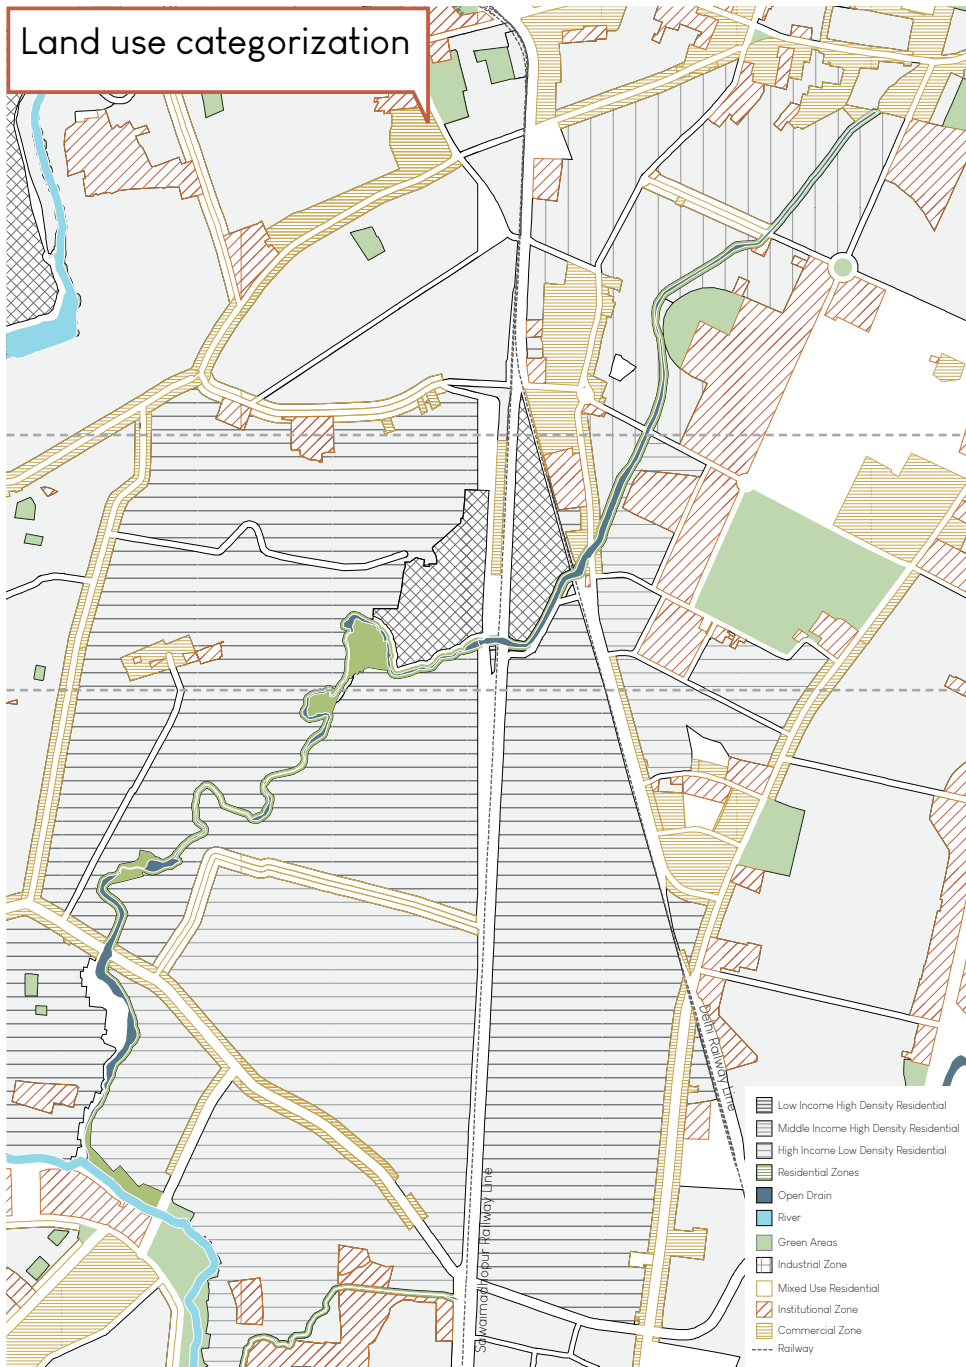 Land use categorization
Delhi Railway Line
Sawaimadhopur Railway Line
Low Income High Density Residential
Middle Income High Density Residential
High Income Low Density Residential
Residential Zones
Open Drain
River
Green Areas
Industrial Zone
Mixed Use Residential
Institutional Zone
Commercial Zone
Railway